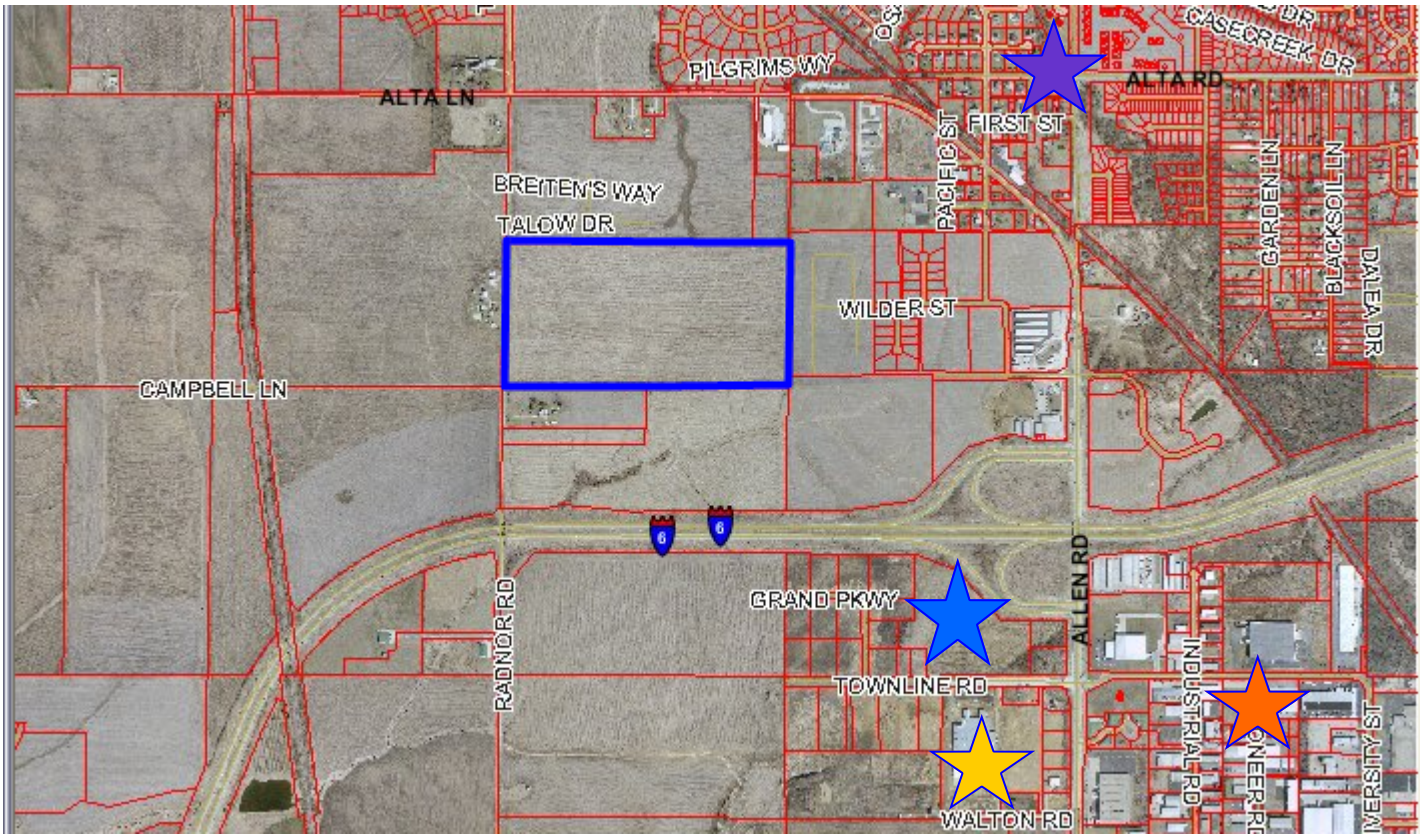 CASECREEK DR
PILGRIMS WY
ALTA RD
ALTA LN
FIRST ST
PACIFIC ST
GARDEN LN
BLACKSOIL LN
BREITEN'S WAY
TALOW DR
DALEA DR
WILDER ST
CAMPBELL LN
6
6
ALLEN RD
RADNOR RD
GRAND PKWY
INDUSTRIAL RD
TOWNLINE RD
WALTON RD